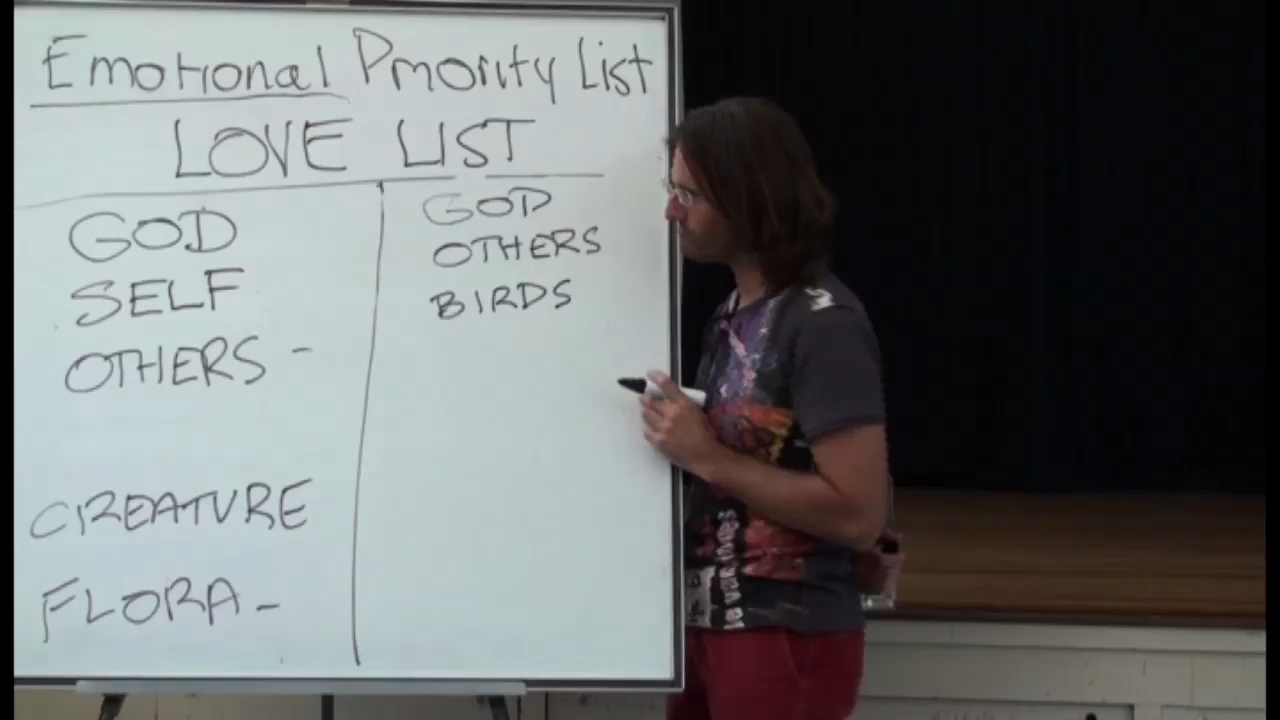 Emotional Priority List
LOVE LIST
GOD
SELF
OTHERS -
CREATURE
FLORA -
GOD
OTHERS
BIRDS